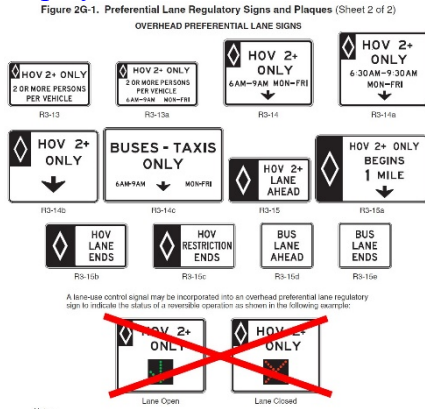 Figure 2G-1. Preferential Lane Regulatory Signs and Plaques (Sheet 2 of 2)
OVERHEAD PREFERENTIAL LANE SIGNS
HOV 2+ ONLY
2 OR MORE PERSONS
PER VEHICLE
R3-13
HOV 2+ ONLY
2 OR MORE PERSONS
PER VEHICLE
6AM-9AM MON-FRI
R3-13a
HOV 2+
ONLY
6AM-9AM MON-FRI
R3-14
HOV 2+
ONLY
6:30AM-9:30AM
MON-FRI
R3-14a
HOV 2+
ONLY
R3-14b
BUSES - TAXIS
ONLY
6AM-9AM MON-FRI
R3-14c
HOV 2+
LANE
AHEAD
R3-15
HOV 2+ ONLY
BEGINS
1 MILE
R3-15a
HOV
LANE
ENDS
R3-15b
HOV
RESTRICTION
ENDS
R3-15c
BUS
LANE
AHEAD
R3-15d
BUS
LANE
ENDS
R3-15e
A lane-use control signal may be incorporated into an overhead preferential lane regulatory
sign to indicate the status of a reversible operation as shown in the following example:
HOV 2+
ONLY
Lane Open
HOV 2+
ONLY
Lane Closed